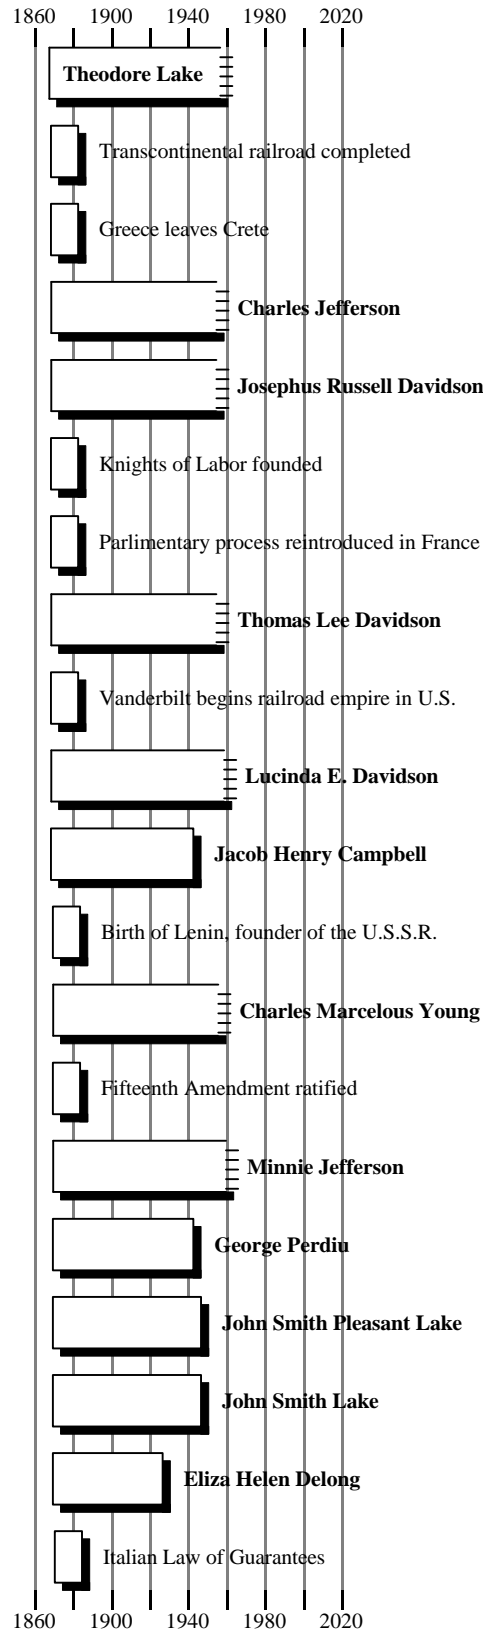 1860 1900 1940 1980 2020
Theodore Lake
Transcontinental railroad completed
Greece leaves Crete
Charles Jefferson
Josephus Russell Davidson
Knights of Labor founded
Parlimentary process reintroduced in France
Thomas Lee Davidson
Vanderbilt begins railroad empire in U.S.
Lucinda E. Davidson
Jacob Henry Campbell
Birth of Lenin, founder of the U.S.S.R.
Charles Marcelous Young
Fifteenth Amendment ratified
Minnie Jefferson
George Perdiu
John Smith Pleasant Lake
John Smith Lake
Eliza Helen Delong
Italian Law of Guarantees
1860 1900 1940 1980 2020